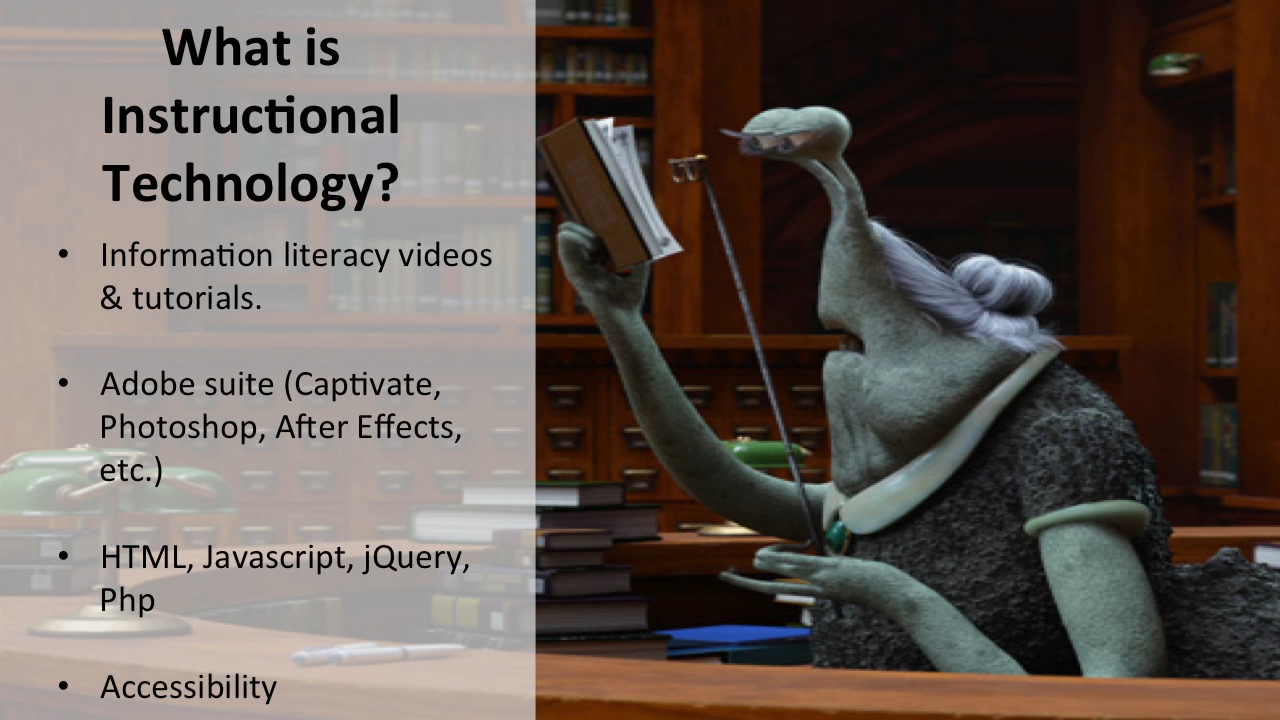 What is
Instructional
Technology?
• Information literacy videos
& tutorials.
• Adobe suite (Captivate,
Photoshop, After Effects,
etc.)
• HTML, Javascript, jQuery,
Php
• Accessibility